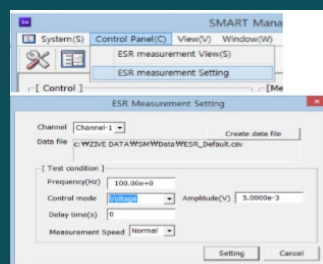 SMART Mana
System(S) Control Panel(C) View(V) Window(W)
ESR measurement View(S)
ESR measurement Setting
[ Control ] [Me
ESR Measurement Setting
Channel Channel-1
Create data file
Data file c:￦ZIVE DATA￦SM￦Data￦ESR_Default.csv
[ Test condition ]
Frequency(Hz) 100.00e+0
Control mode Voltage Amplitude(V) 5.0000e-3
Delay time(s) 0
Measurement Speed Normal
Setting Cancel